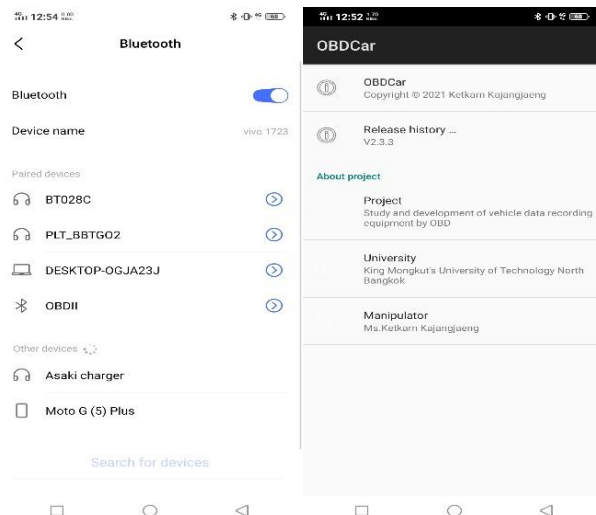 12:54
Bluetooth
Bluetooth
Device name
vivo 1723
Paired devices
BT028C
PLT_BBTGO2
DESKTOP-OGJA23J
OBDII
Other devices
Asaki charger
Moto G (5) Plus
Search for devices
12:52
OBDCar
OBDCar
Copyright © 2021 Ketkarn Kajangjaeng
Release history ...
V2.3.3
About project
Project
Study and development of vehicle data recording
equipment by OBD
University
King Mongkut's University of Technology North
Bangkok
Manipulator
Ms.Ketkarn Kajangjaeng